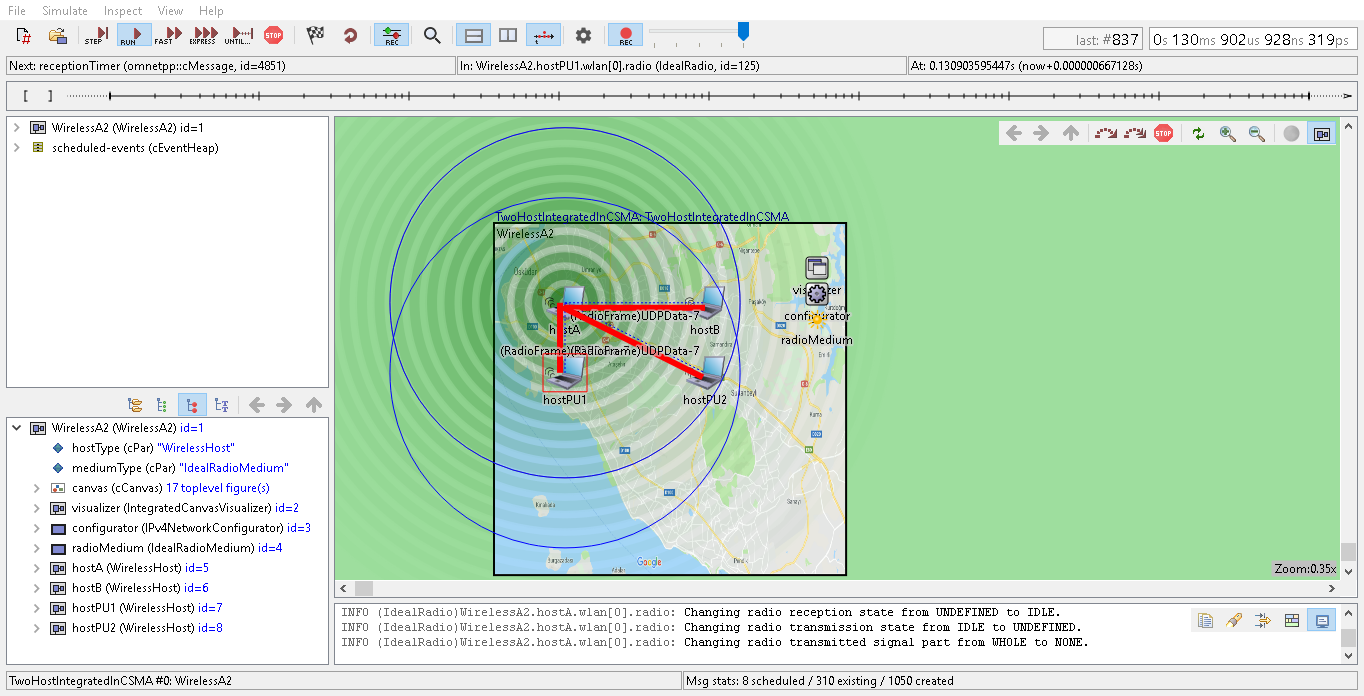 File Simulate Inspect View Help
STEP RUN FAST EXPRESS UNTIL... STOP REC REC
last: #837
0s 130ms 902us 928ns 319ps
Next: receptionTimer (omnetpp::cMessage, id=4851)
In: WirelessA2.hostPU1.wlan[0].radio (IdealRadio, id=125)
At: 0.130903595447s (now+0.000000667128s)
[ ]
WirelessA2 (WirelessA2) id=1
scheduled-events (cEventHeap)
WirelessA2 (WirelessA2) id=1
hostType (cPar) "WirelessHost"
mediumType (cPar) "IdealRadioMedium"
canvas (cCanvas) 17 toplevel figure(s)
visualizer (IntegratedCanvasVisualizer) id=2
configurator (IPv4NetworkConfigurator) id=3
radioMedium (IdealRadioMedium) id=4
hostA (WirelessHost) id=5
hostB (WirelessHost) id=6
hostPU1 (WirelessHost) id=7
hostPU2 (WirelessHost) id=8
STOP
TwoHostIntegratedInCSMA: TwoHostIntegratedInCSMA
WirelessA2
Üsküdar
visualizer
configurator
radioMedium
(RadioFrame)UDPData-7
hostA
hostB
(RadioFrame)
(RadioFrame)UDPData-7
hostPU1
hostPU2
Paşaköy
Samandıra
Sultanbeyli
Kurna
Pendik
Google
Zoom:0.35x
INFO (IdealRadio)WirelessA2.hostA.wlan[0].radio: Changing radio reception state from UNDEFINED to IDLE.
INFO (IdealRadio)WirelessA2.hostA.wlan[0].radio: Changing radio transmission state from IDLE to UNDEFINED.
INFO (IdealRadio)WirelessA2.hostA.wlan[0].radio: Changing radio transmitted signal part from WHOLE to NONE.
TwoHostIntegratedInCSMA #0: WirelessA2
Msg stats: 8 scheduled / 310 existing / 1050 created